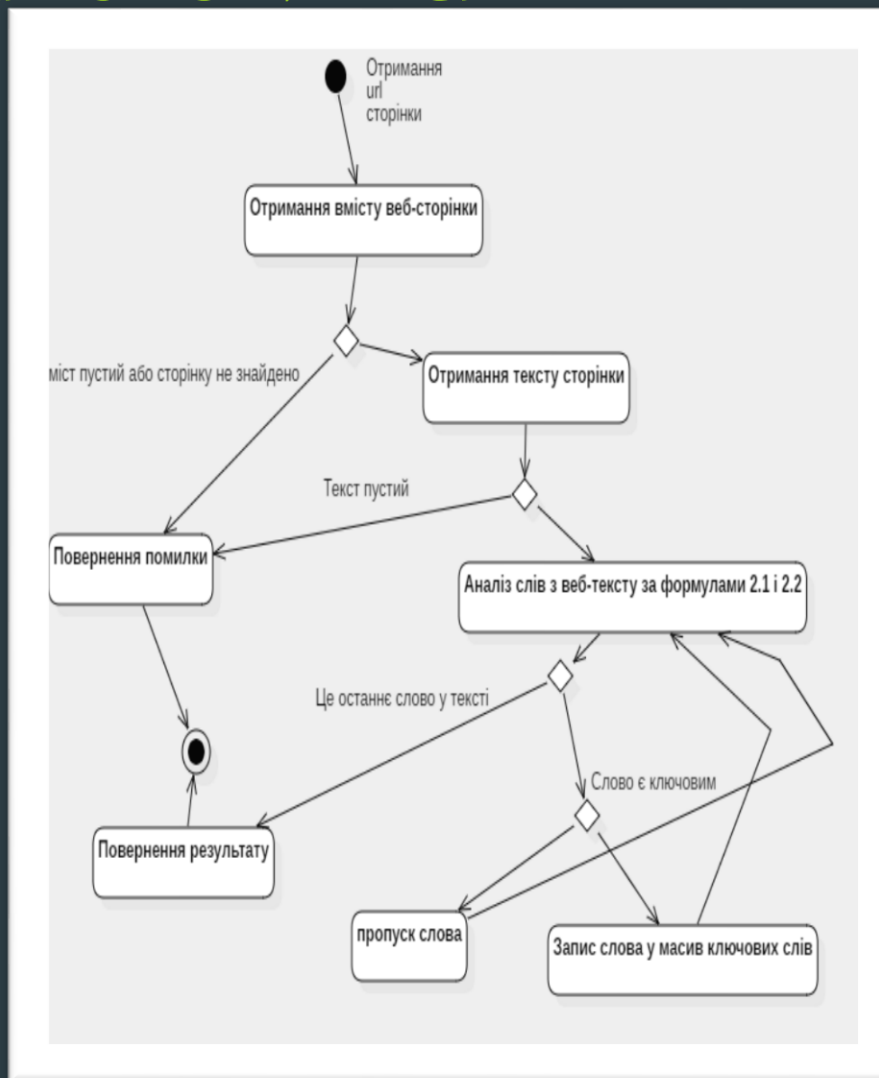 Отримання
url
сторінки
Отримання вмісту веб-сторінки
міст пустий або сторінку не знайдено
Отримання тексту сторінки
Текст пустий
Повернення помилки
Аналіз слів з веб-тексту за формулами 2.1 і 2.2
Це останнє слово у тексті
Слово є ключовим
Повернення результату
пропуск слова
Запис слова у масив ключових слів